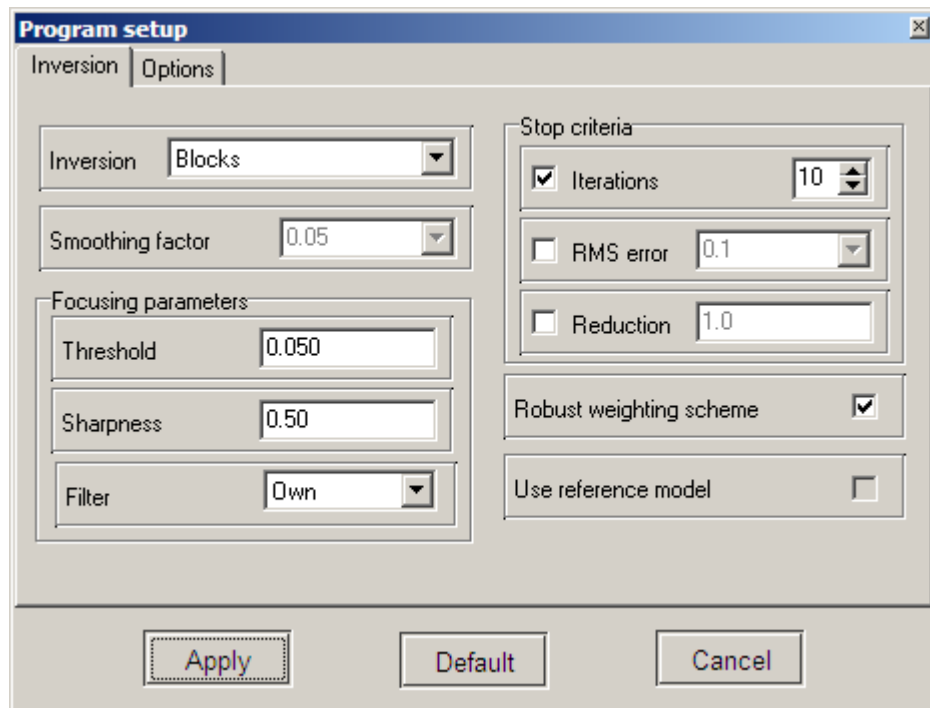 Program setup
Inversion
Options
Inversion Blocks
Smoothing factor 0.05
Focusing parameters
Threshold 0.050
Sharpness 0.50
Filter Own
Stop criteria
Iterations 10
RMS error 0.1
Reduction 1.0
Robust weighting scheme
Use reference model
Apply
Default
Cancel